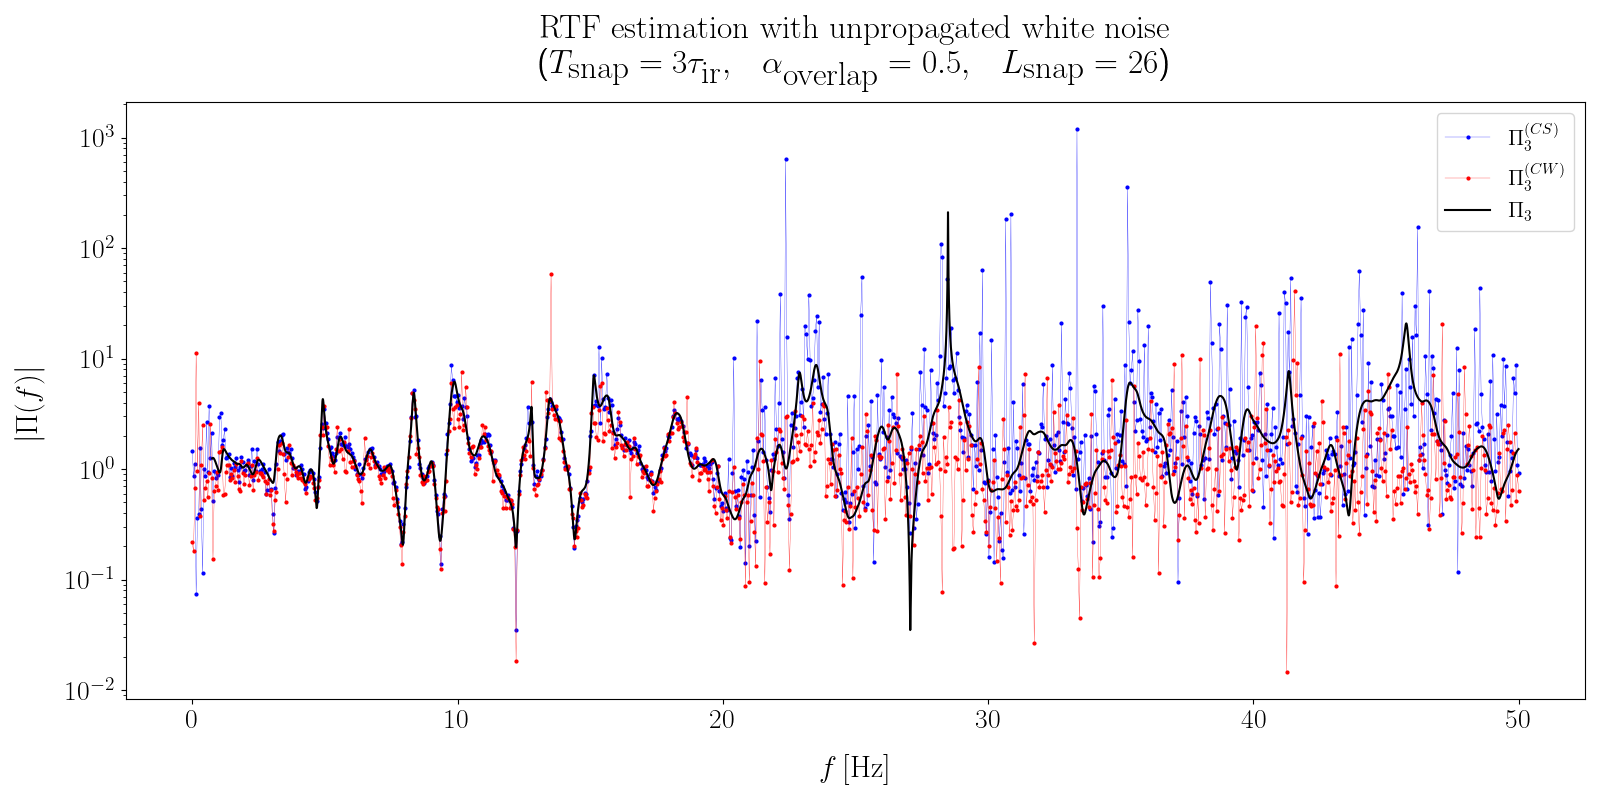 RTF estimation with unpropagated white noise
(T_snap = 3τ_ir, α_overlap = 0.5, L_snap = 26)
|Π(f)|
10^3
10^2
10^1
10^0
10^−1
10^−2
Π_3^(CS)
Π_3^(CW)
Π_3
0 10 20 30 40 50
f [Hz]